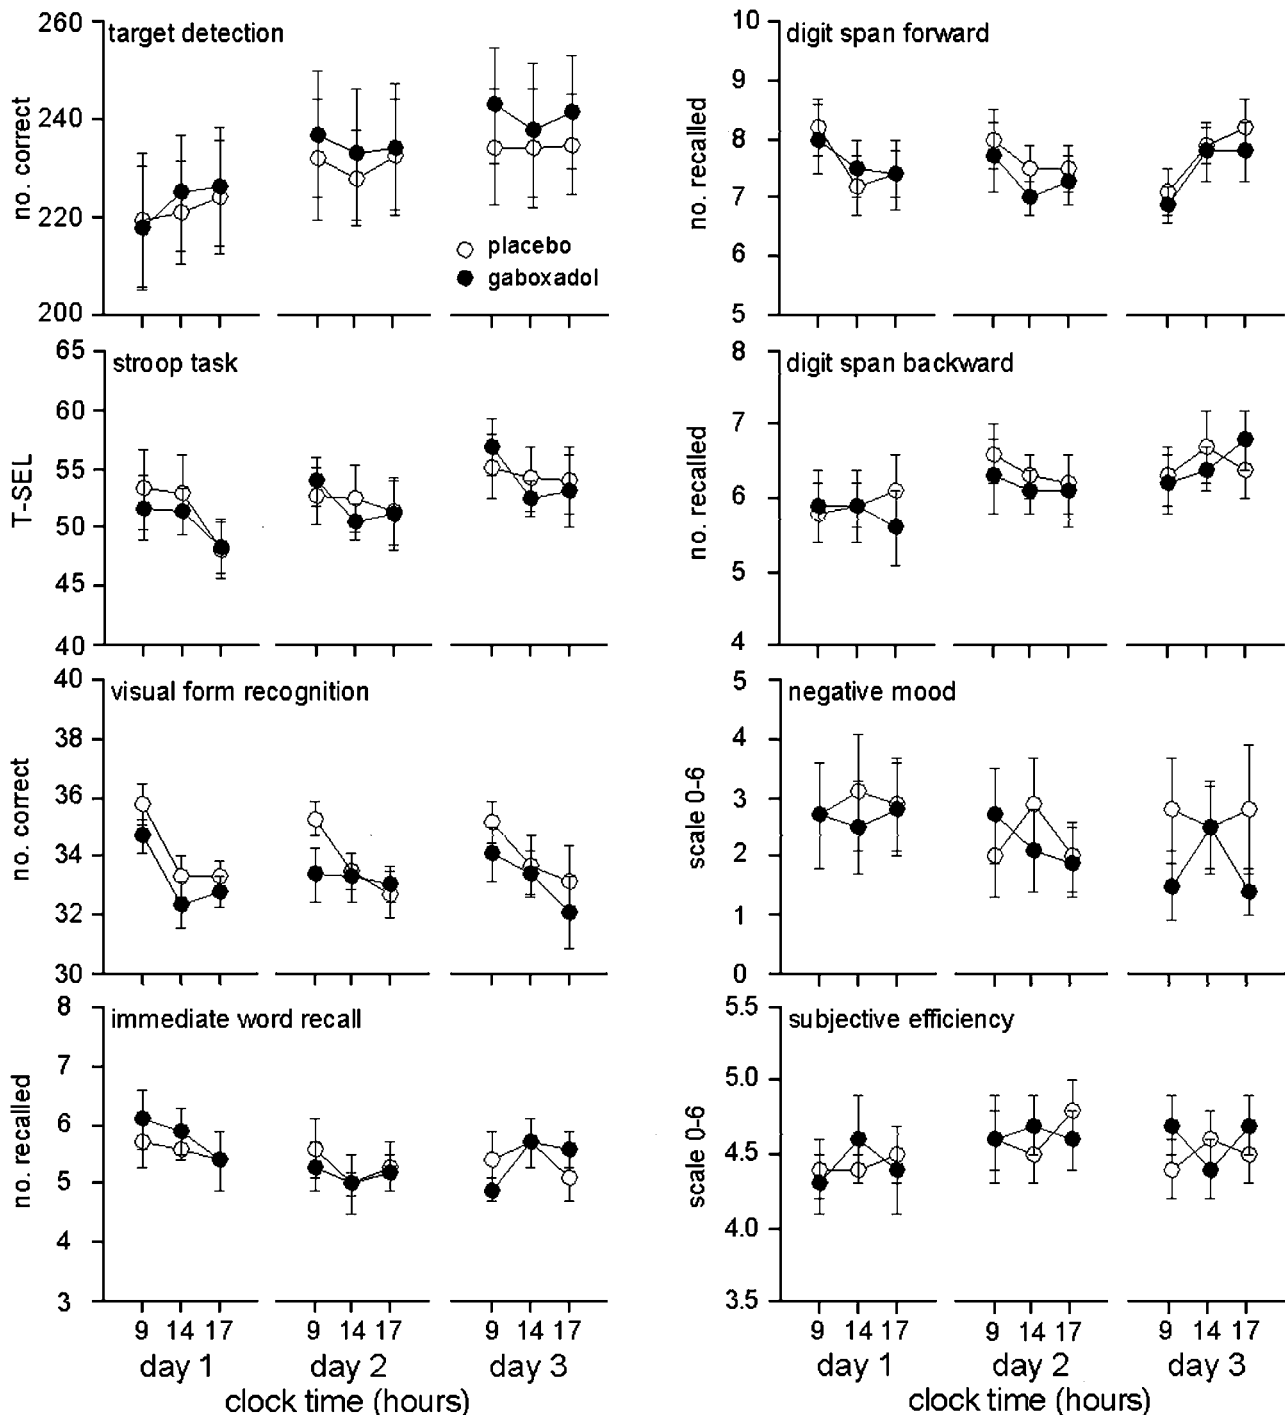 target detection
260
240
220
200
no. correct
placebo
gaboxadol
digit span forward
10
9
8
7
6
5
no. recalled
stroop task
65
60
55
50
45
40
T-SEL
digit span backward
8
7
6
5
4
no. recalled
visual form recognition
40
38
36
34
32
30
no. correct
negative mood
5
4
3
2
1
0
scale 0-6
immediate word recall
8
7
6
5
4
3
no. recalled
9 14 17 9 14 17 9 14 17
day 1 day 2 day 3
clock time (hours)
subjective efficiency
5.5
5.0
4.5
4.0
3.5
scale 0-6
9 14 17 9 14 17 9 14 17
day 1 day 2 day 3
clock time (hours)